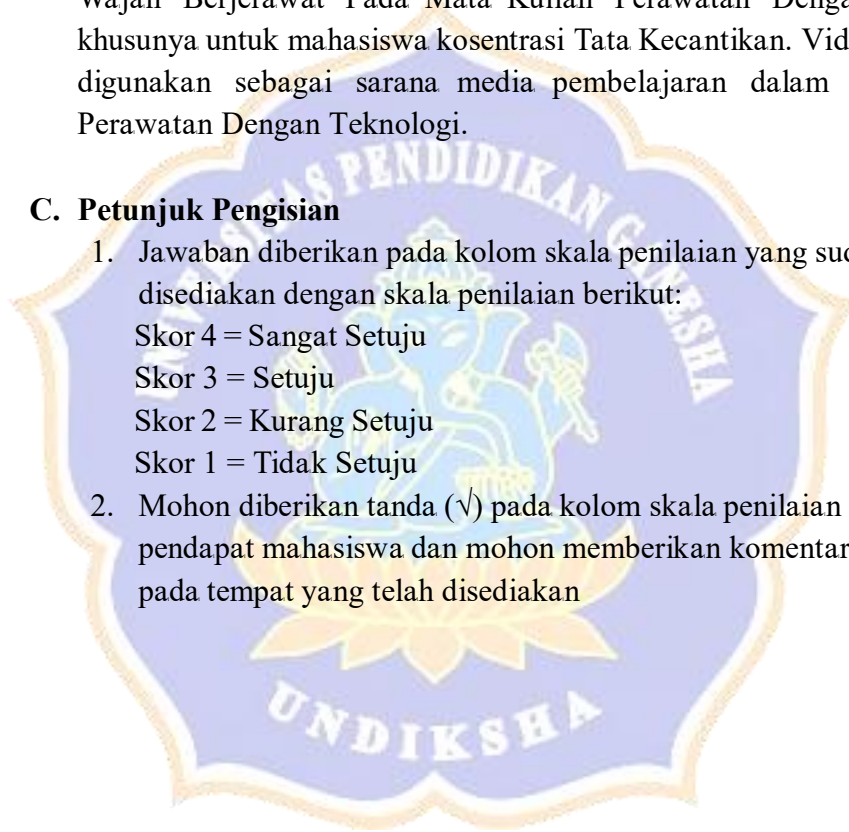 Wajah Berjerawat Pada Mata Kuliah Perawatan Denga
khusunya untuk mahasiswa kosentrasi Tata Kecantikan. Vid
digunakan sebagai sarana media pembelajaran dalam
Perawatan Dengan Teknologi.
C. Petunjuk Pengisian
1. Jawaban diberikan pada kolom skala penilaian yang sud
disediakan dengan skala penilaian berikut:
Skor 4 = Sangat Setuju
Skor 3 = Setuju
Skor 2 = Kurang Setuju
Skor 1 = Tidak Setuju
2. Mohon diberikan tanda (√) pada kolom skala penilaian
pendapat mahasiswa dan mohon memberikan komentar
pada tempat yang telah disediakan
UNIVERSITAS PENDIDIKAN GANESHA
UNDIKSHA